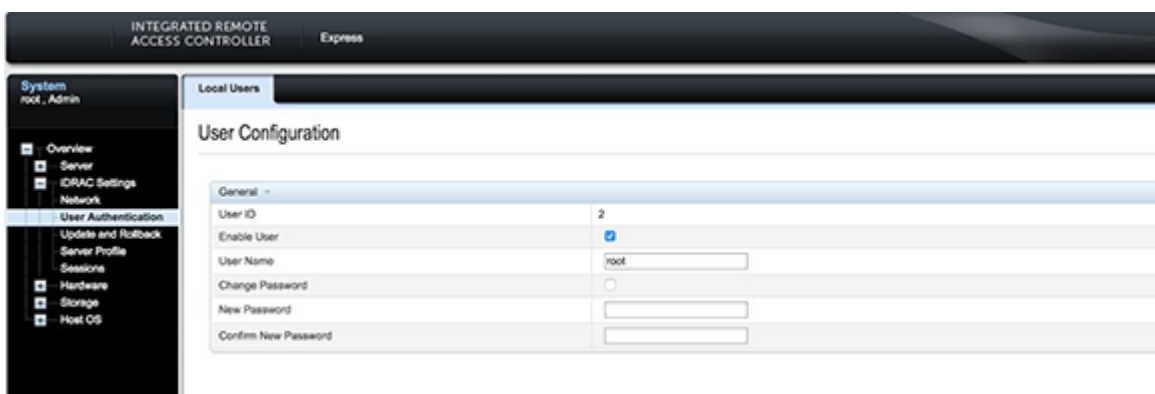 INTEGRATED REMOTE
ACCESS CONTROLLER
Express
System
root , Admin
Overview
Server
iDRAC Settings
Network
User Authentication
Update and Rollback
Server Profile
Sessions
Hardware
Storage
Host OS
Local Users
User Configuration
General
User ID 2
Enable User
User Name root
Change Password
New Password
Confirm New Password